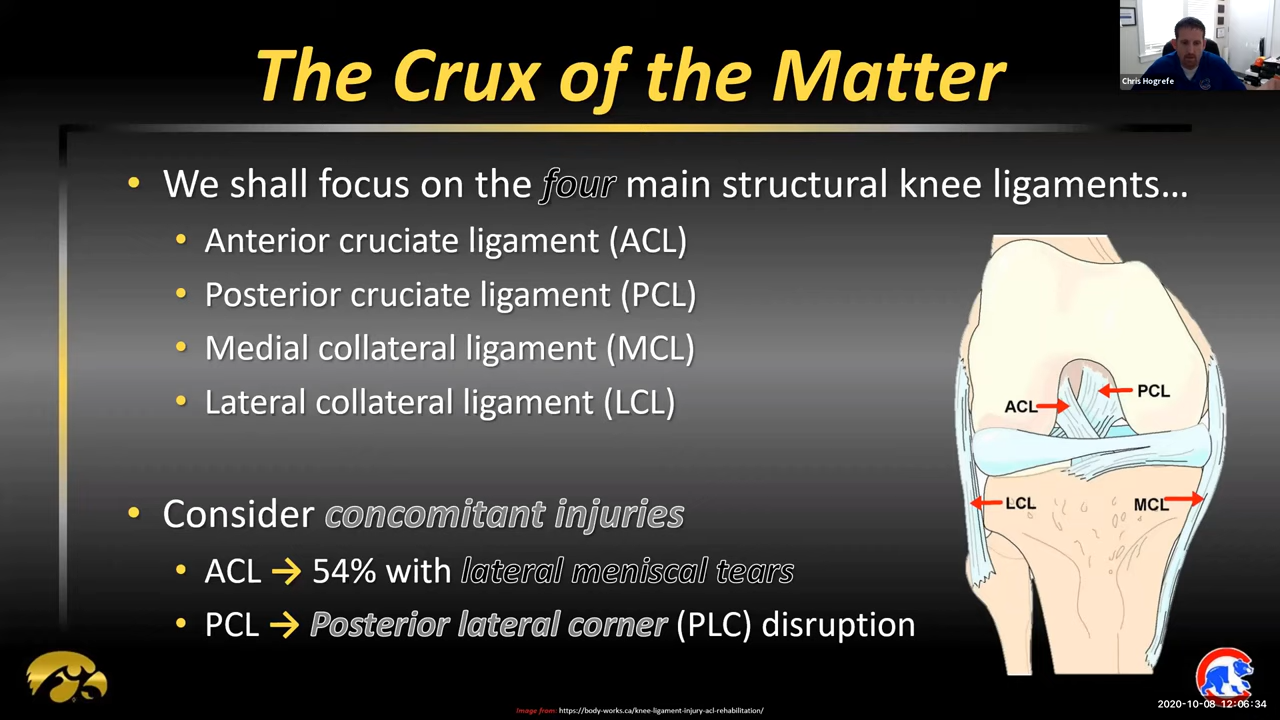 The Crux of the Matter
Chris Hogrefe
• We shall focus on the four main structural knee ligaments…
• Anterior cruciate ligament (ACL)
• Posterior cruciate ligament (PCL)
• Medial collateral ligament (MCL)
• Lateral collateral ligament (LCL)
ACL
PCL
LCL
MCL
• Consider concomitant injuries
• ACL → 54% with lateral meniscal tears
• PCL → Posterior lateral corner (PLC) disruption
Image from: https://body-works.ca/knee-ligament-injury-acl-rehabilitation/
2020-10-08 12:06:34